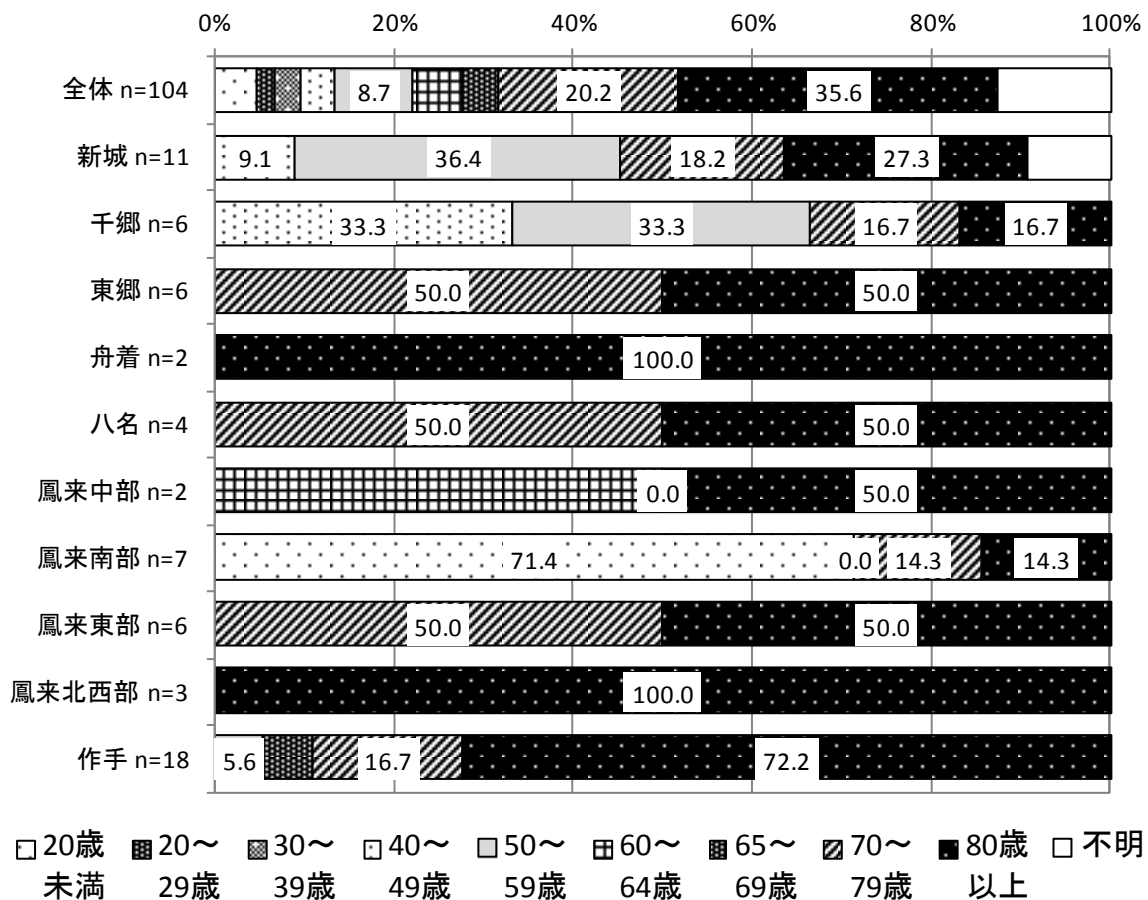 0% 20% 40% 60% 80% 100%
全体 n=104 8.7 20.2 35.6
新城 n=11 9.1 36.4 18.2 27.3
千郷 n=6 33.3 33.3 16.7 16.7
東郷 n=6 50.0 50.0
舟着 n=2 100.0
八名 n=4 50.0 50.0
鳳来中部 n=2 0.0 50.0
鳳来南部 n=7 71.4 0.0 14.3 14.3
鳳来東部 n=6 50.0 50.0
鳳来北西部 n=3 100.0
作手 n=18 5.6 16.7 72.2
20歳 20～ 30～ 40～ 50～ 60～ 65～ 70～ 80歳 不明
未満 29歳 39歳 49歳 59歳 64歳 69歳 79歳 以上